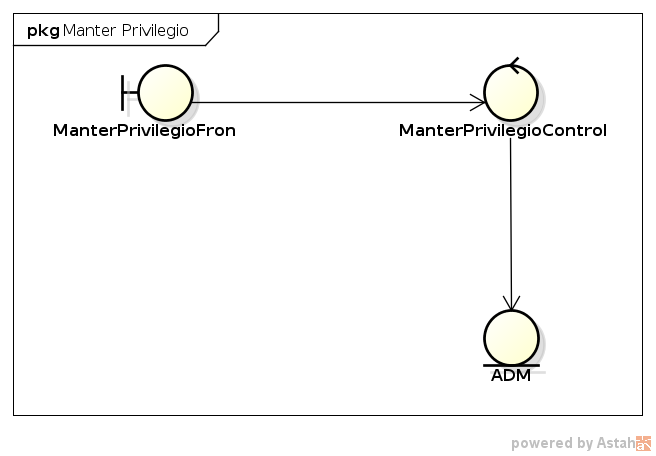 pkg Manter Privilegio
ManterPrivilegioFron
ManterPrivilegioControl
ADM
powered by Astah